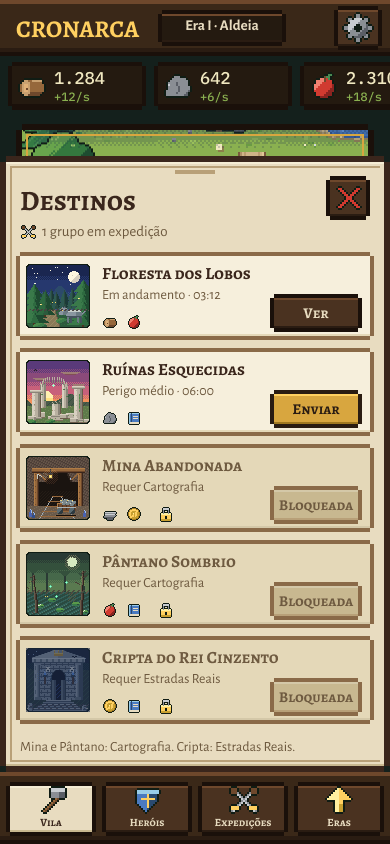 CRONARCA
Era I · Aldeia
1.284
+12/s
642
+6/s
+18/s
Destinos
1 grupo em expedição
Floresta dos Lobos
Em andamento · 03:12
Ver
Ruínas Esquecidas
Perigo médio · 06:00
Enviar
Mina Abandonada
Requer Cartografia
Bloqueada
Pântano Sombrio
Requer Cartografia
Bloqueada
Cripta do Rei Cinzento
Requer Estradas Reais
Bloqueada
Mina e Pântano: Cartografia. Cripta: Estradas Reais.
Vila
Heróis
Expedições
Eras